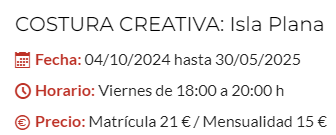 COSTURA CREATIVA: Isla Plana
Fecha: 04/10/2024 hasta 30/05/2025
Horario: Viernes de 18:00 a 20:00 h
Precio: Matrícula 21 € / Mensualidad 15 €